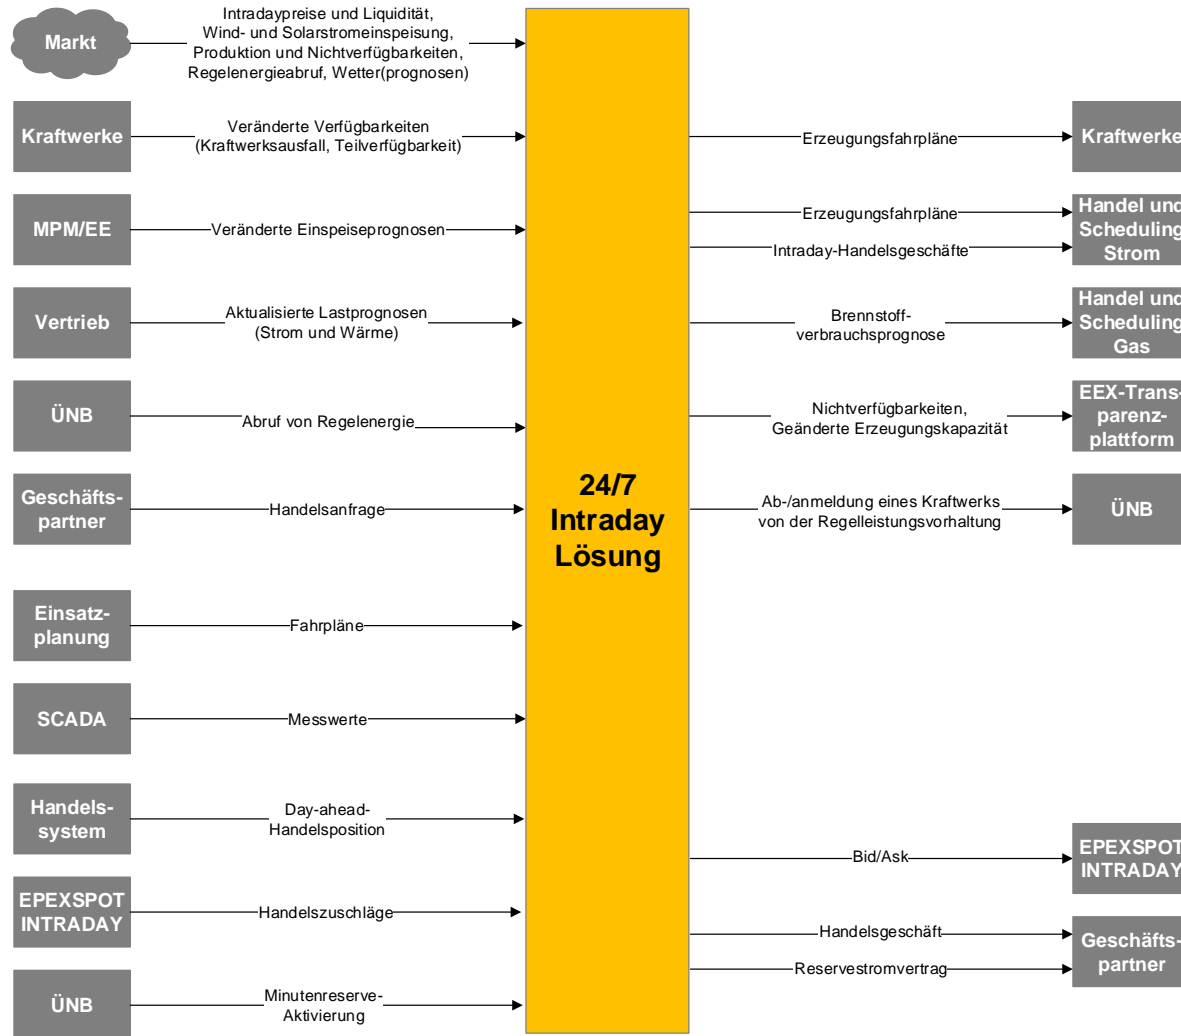 Markt
Intradaypreise und Liquidität,
Wind- und Solarstromeinspeisung,
Produktion und Nichtverfügbarkeiten,
Regelenergieabruf, Wetter(prognosen)
Kraftwerke
Veränderte Verfügbarkeiten
(Kraftwerksausfall, Teilverfügbarkeit)
MPM/EE
Veränderte Einspeiseprognosen
Vertrieb
Aktualisierte Lastprognosen
(Strom und Wärme)
ÜNB
Abruf von Regelenergie
Geschäfts-
partner
Handelsanfrage
Einsatz-
planung
Fahrpläne
SCADA
Messwerte
Handels-
system
Day-ahead-
Handelsposition
EPEXSPOT
INTRADAY
Handelszuschläge
ÜNB
Minutenreserve-
Aktivierung
24/7
Intraday
Lösung
Erzeugungsfahrpläne
Kraftwerke
Erzeugungsfahrpläne
Intraday-Handelsgeschäfte
Handel und
Scheduling
Strom
Brennstoff-
verbrauchsprognose
Handel und
Scheduling
Gas
Nichtverfügbarkeiten,
Geänderte Erzeugungskapazität
EEX-Trans-
parenz-
plattform
Ab-/anmeldung eines Kraftwerks
von der Regelleistungsvorhaltung
ÜNB
Bid/Ask
EPEXSPOT
INTRADAY
Handelsgeschäft
Reservestromvertrag
Geschäfts-
partner